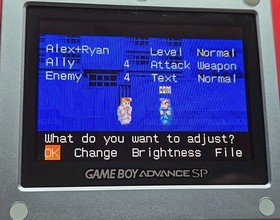 Alex+Ryan Level Normal
Ally 4 Attack Weapon
Enemy 4 Text Normal
COM
What do you want to adjust?
OK Change Brightness File
GAME BOY ADVANCE SP